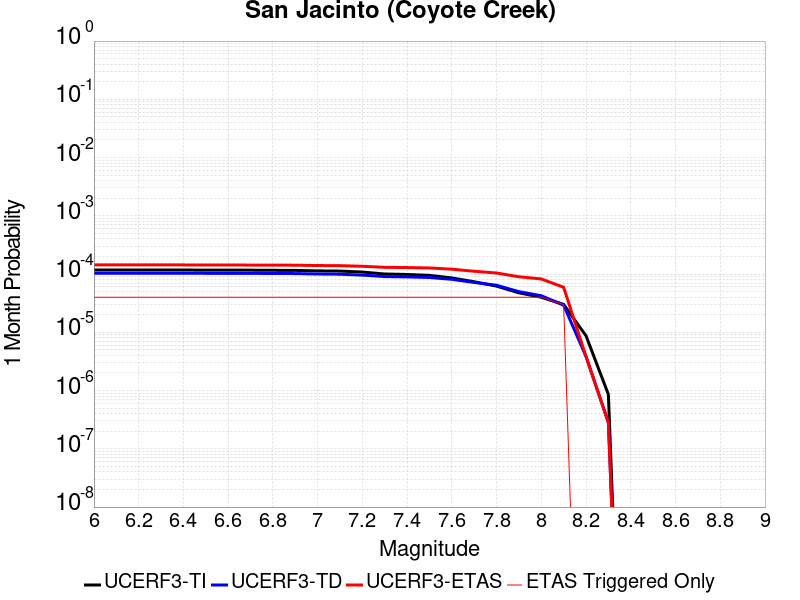 San Jacinto (Coyote Creek)
10^0
10^-1
10^-2
10^-3
10^-4
10^-5
10^-6
10^-7
10^-8
1 Month Probability
6 6.2 6.4 6.6 6.8 7 7.2 7.4 7.6 7.8 8 8.2 8.4 8.6 8.8 9
Magnitude
UCERF3-TI UCERF3-TD UCERF3-ETAS ETAS Triggered Only